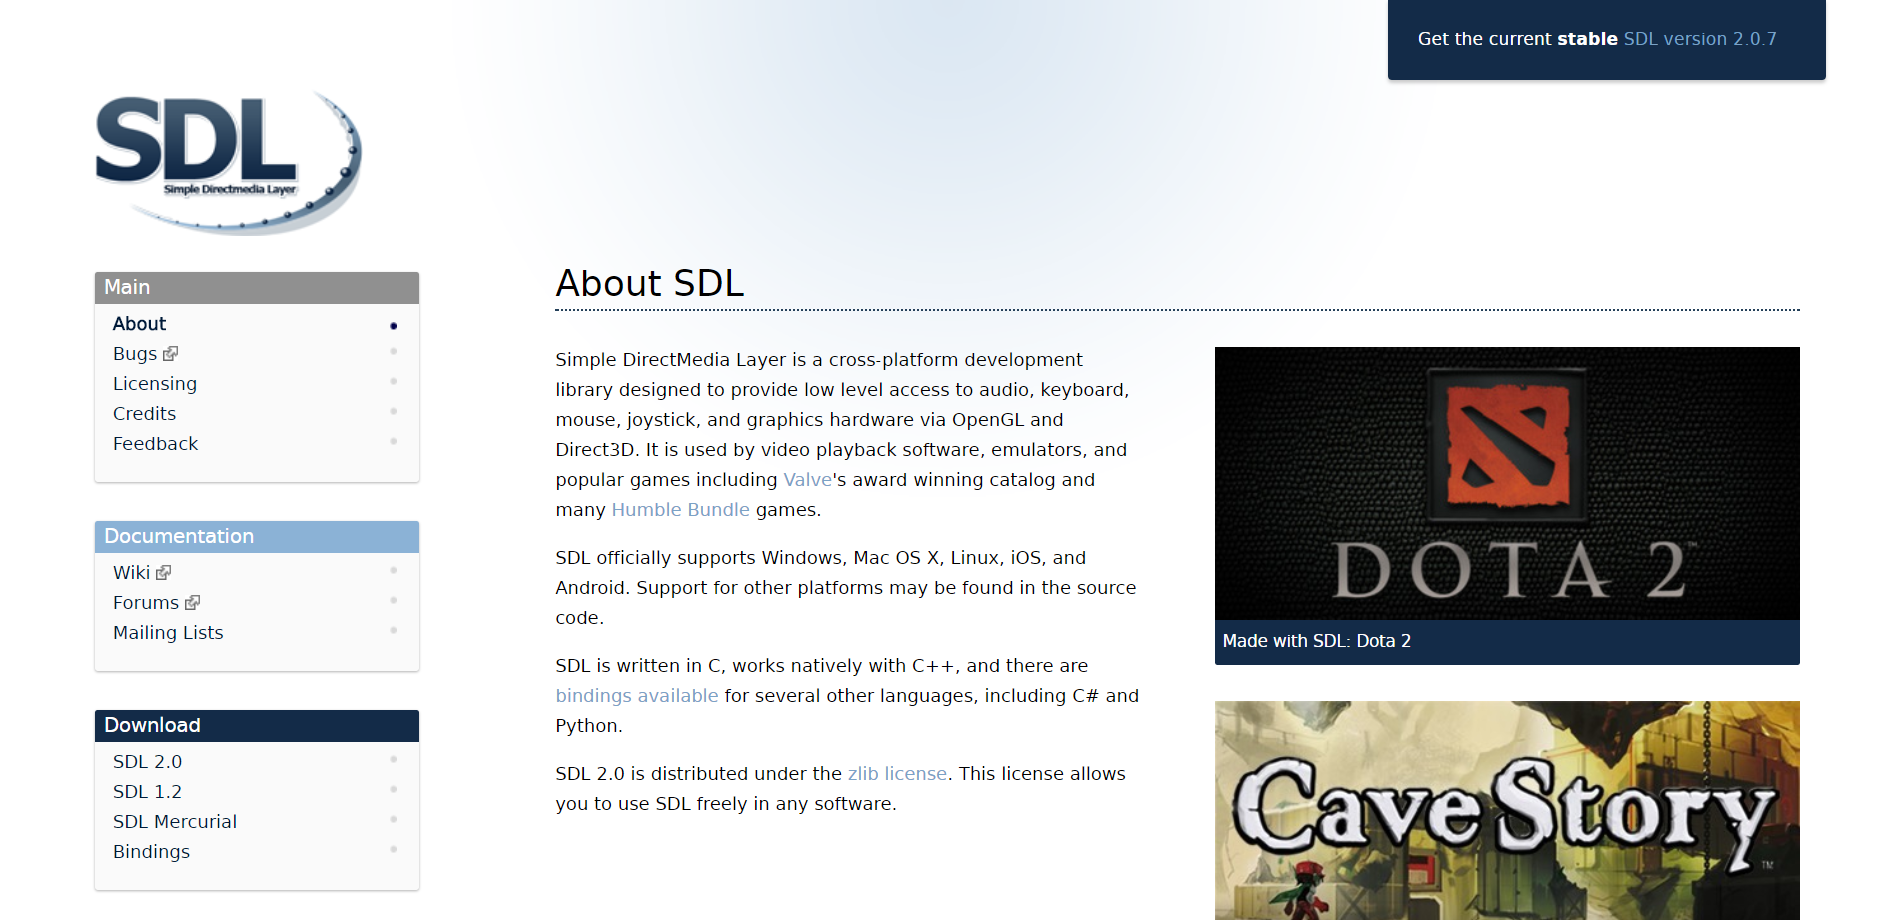 Get the current stable SDL version 2.0.7
SDL
Simple Directmedia Layer
Main
About
Bugs
Licensing
Credits
Feedback
Documentation
Wiki
Forums
Mailing Lists
Download
SDL 2.0
SDL 1.2
SDL Mercurial
Bindings
About SDL
Simple DirectMedia Layer is a cross-platform development
library designed to provide low level access to audio, keyboard,
mouse, joystick, and graphics hardware via OpenGL and
Direct3D. It is used by video playback software, emulators, and
popular games including Valve's award winning catalog and
many Humble Bundle games.
SDL officially supports Windows, Mac OS X, Linux, iOS, and
Android. Support for other platforms may be found in the source
code.
SDL is written in C, works natively with C++, and there are
bindings available for several other languages, including C# and
Python.
SDL 2.0 is distributed under the zlib license. This license allows
you to use SDL freely in any software.
DOTA 2™
Made with SDL: Dota 2
Cave Story™